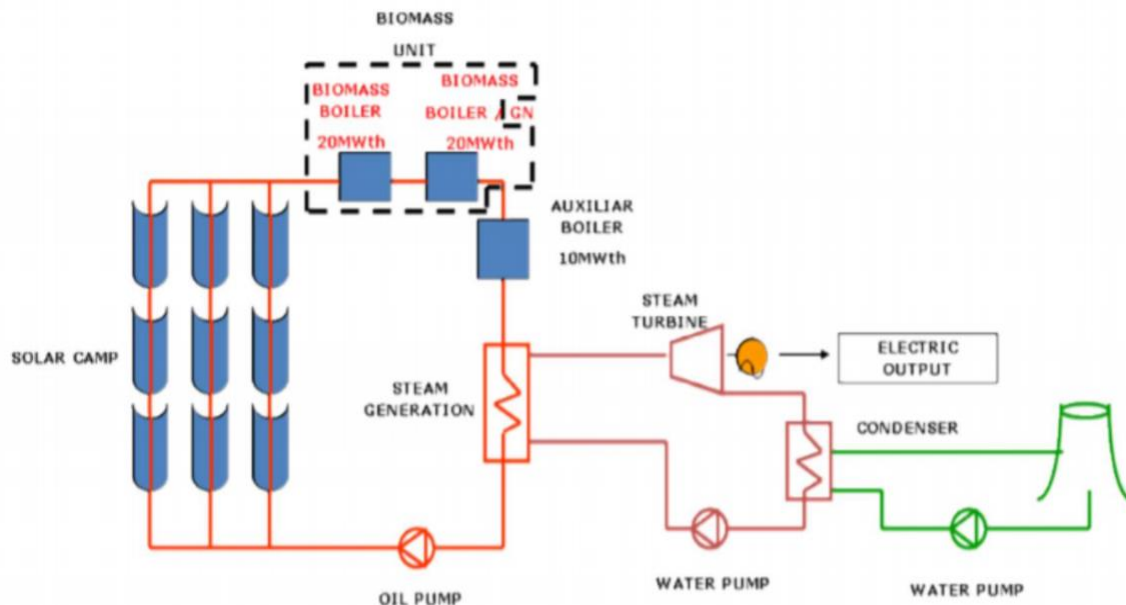 BIOMASS
UNIT
BIOMASS
BOILER
20MWth
BIOMASS
BOILER / GN
20MWth
AUXILIAR
BOILER
10MWth
STEAM
TURBINE
SOLAR CAMP
STEAM
GENERATION
ELECTRIC
OUTPUT
CONDENSER
OIL PUMP
WATER PUMP
WATER PUMP